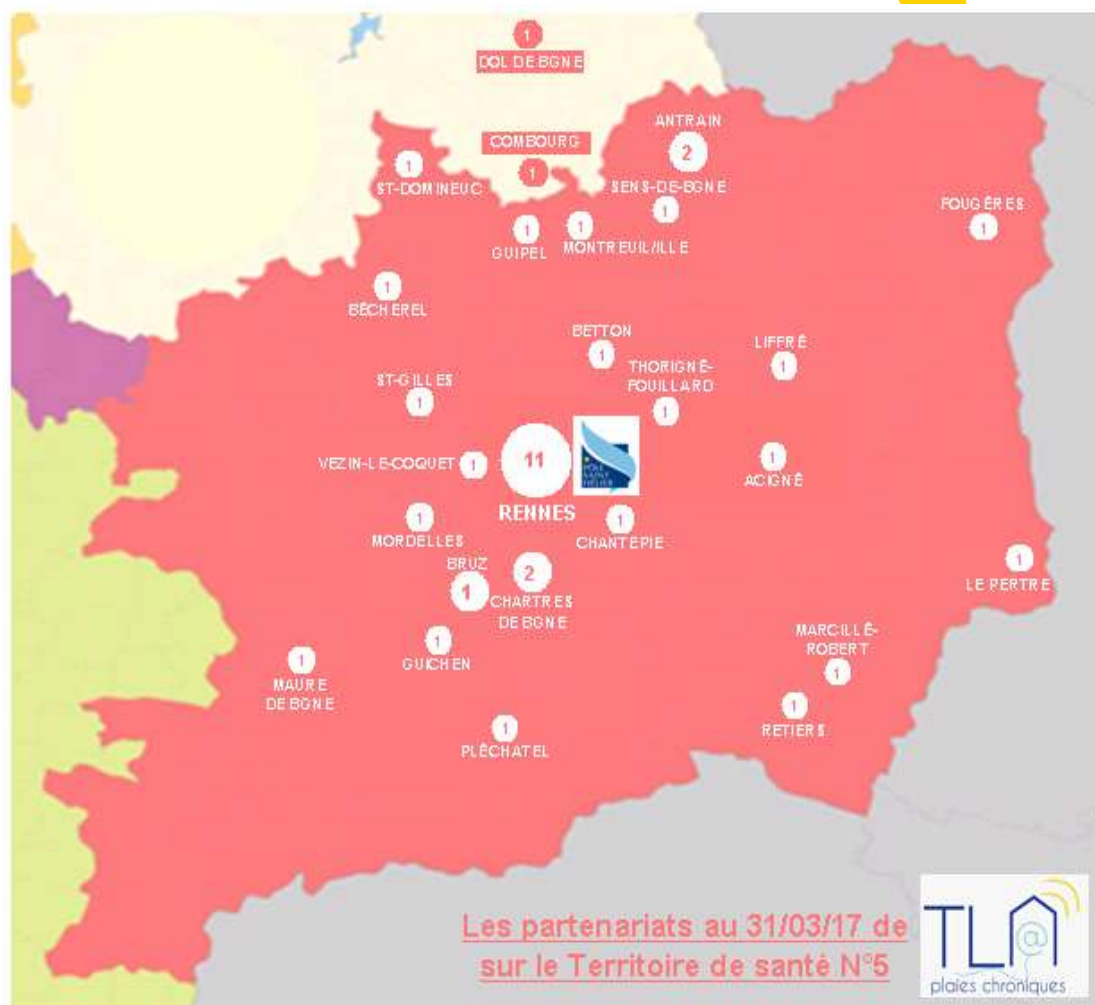 1
DOL DE BGNE
ANTRAIN
2
COMBOURG
1
1
ST-DOMINEUC
SENS-DE-BGNE
1
FOUGÈRES
1
1
GUIPEL
1
MONTREUIL/ILLE
1
BÉCHEREL
BETTON
1
LIFFRÉ
1
THORIGNÉ-
FOUILLARD
1
ST-GILLES
1
VEZIN-LE-COQUET
1
11
RENNES
PÔLE
SAINT
HÉLIER
1
ACIGNÉ
1
MORDELLES
1
CHANTEPIE
BRUZ
1
2
CHARTRES
DE BGNE
1
LE PERTRE
1
GUICHEN
MARCILLÉ-
ROBERT
1
1
MAURE
DE BGNE
1
RETIERS
1
PLÉCHATEL
Les partenariats au 31/03/17 de
sur le Territoire de santé N°5
TLM
@
plaies chroniques